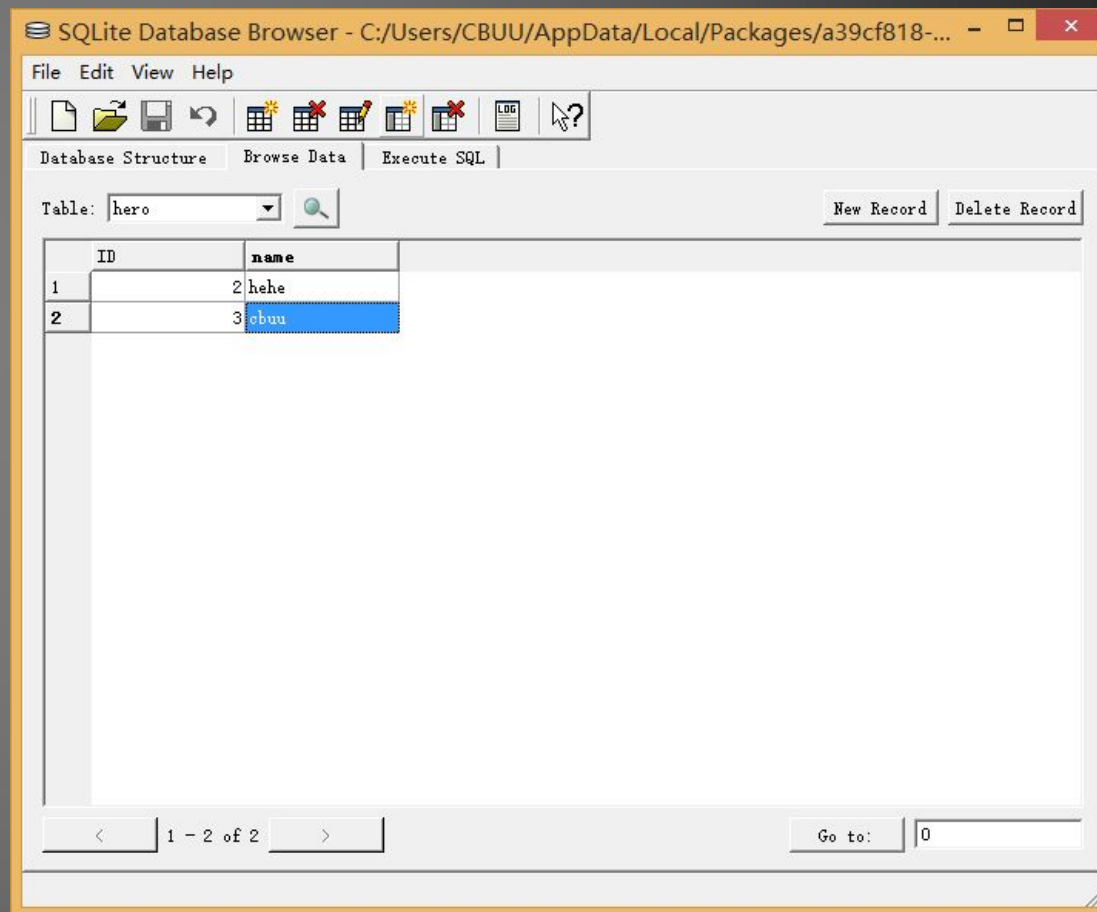 SQLite Database Browser - C:/Users/CBUU/AppData/Local/Packages/a39cf818-...
File Edit View Help
LOG ?
Database Structure Browse Data Execute SQL
Table: hero New Record Delete Record
ID name
1 2 hehe
2 3 cbuu
< 1 - 2 of 2 > Go to: 0